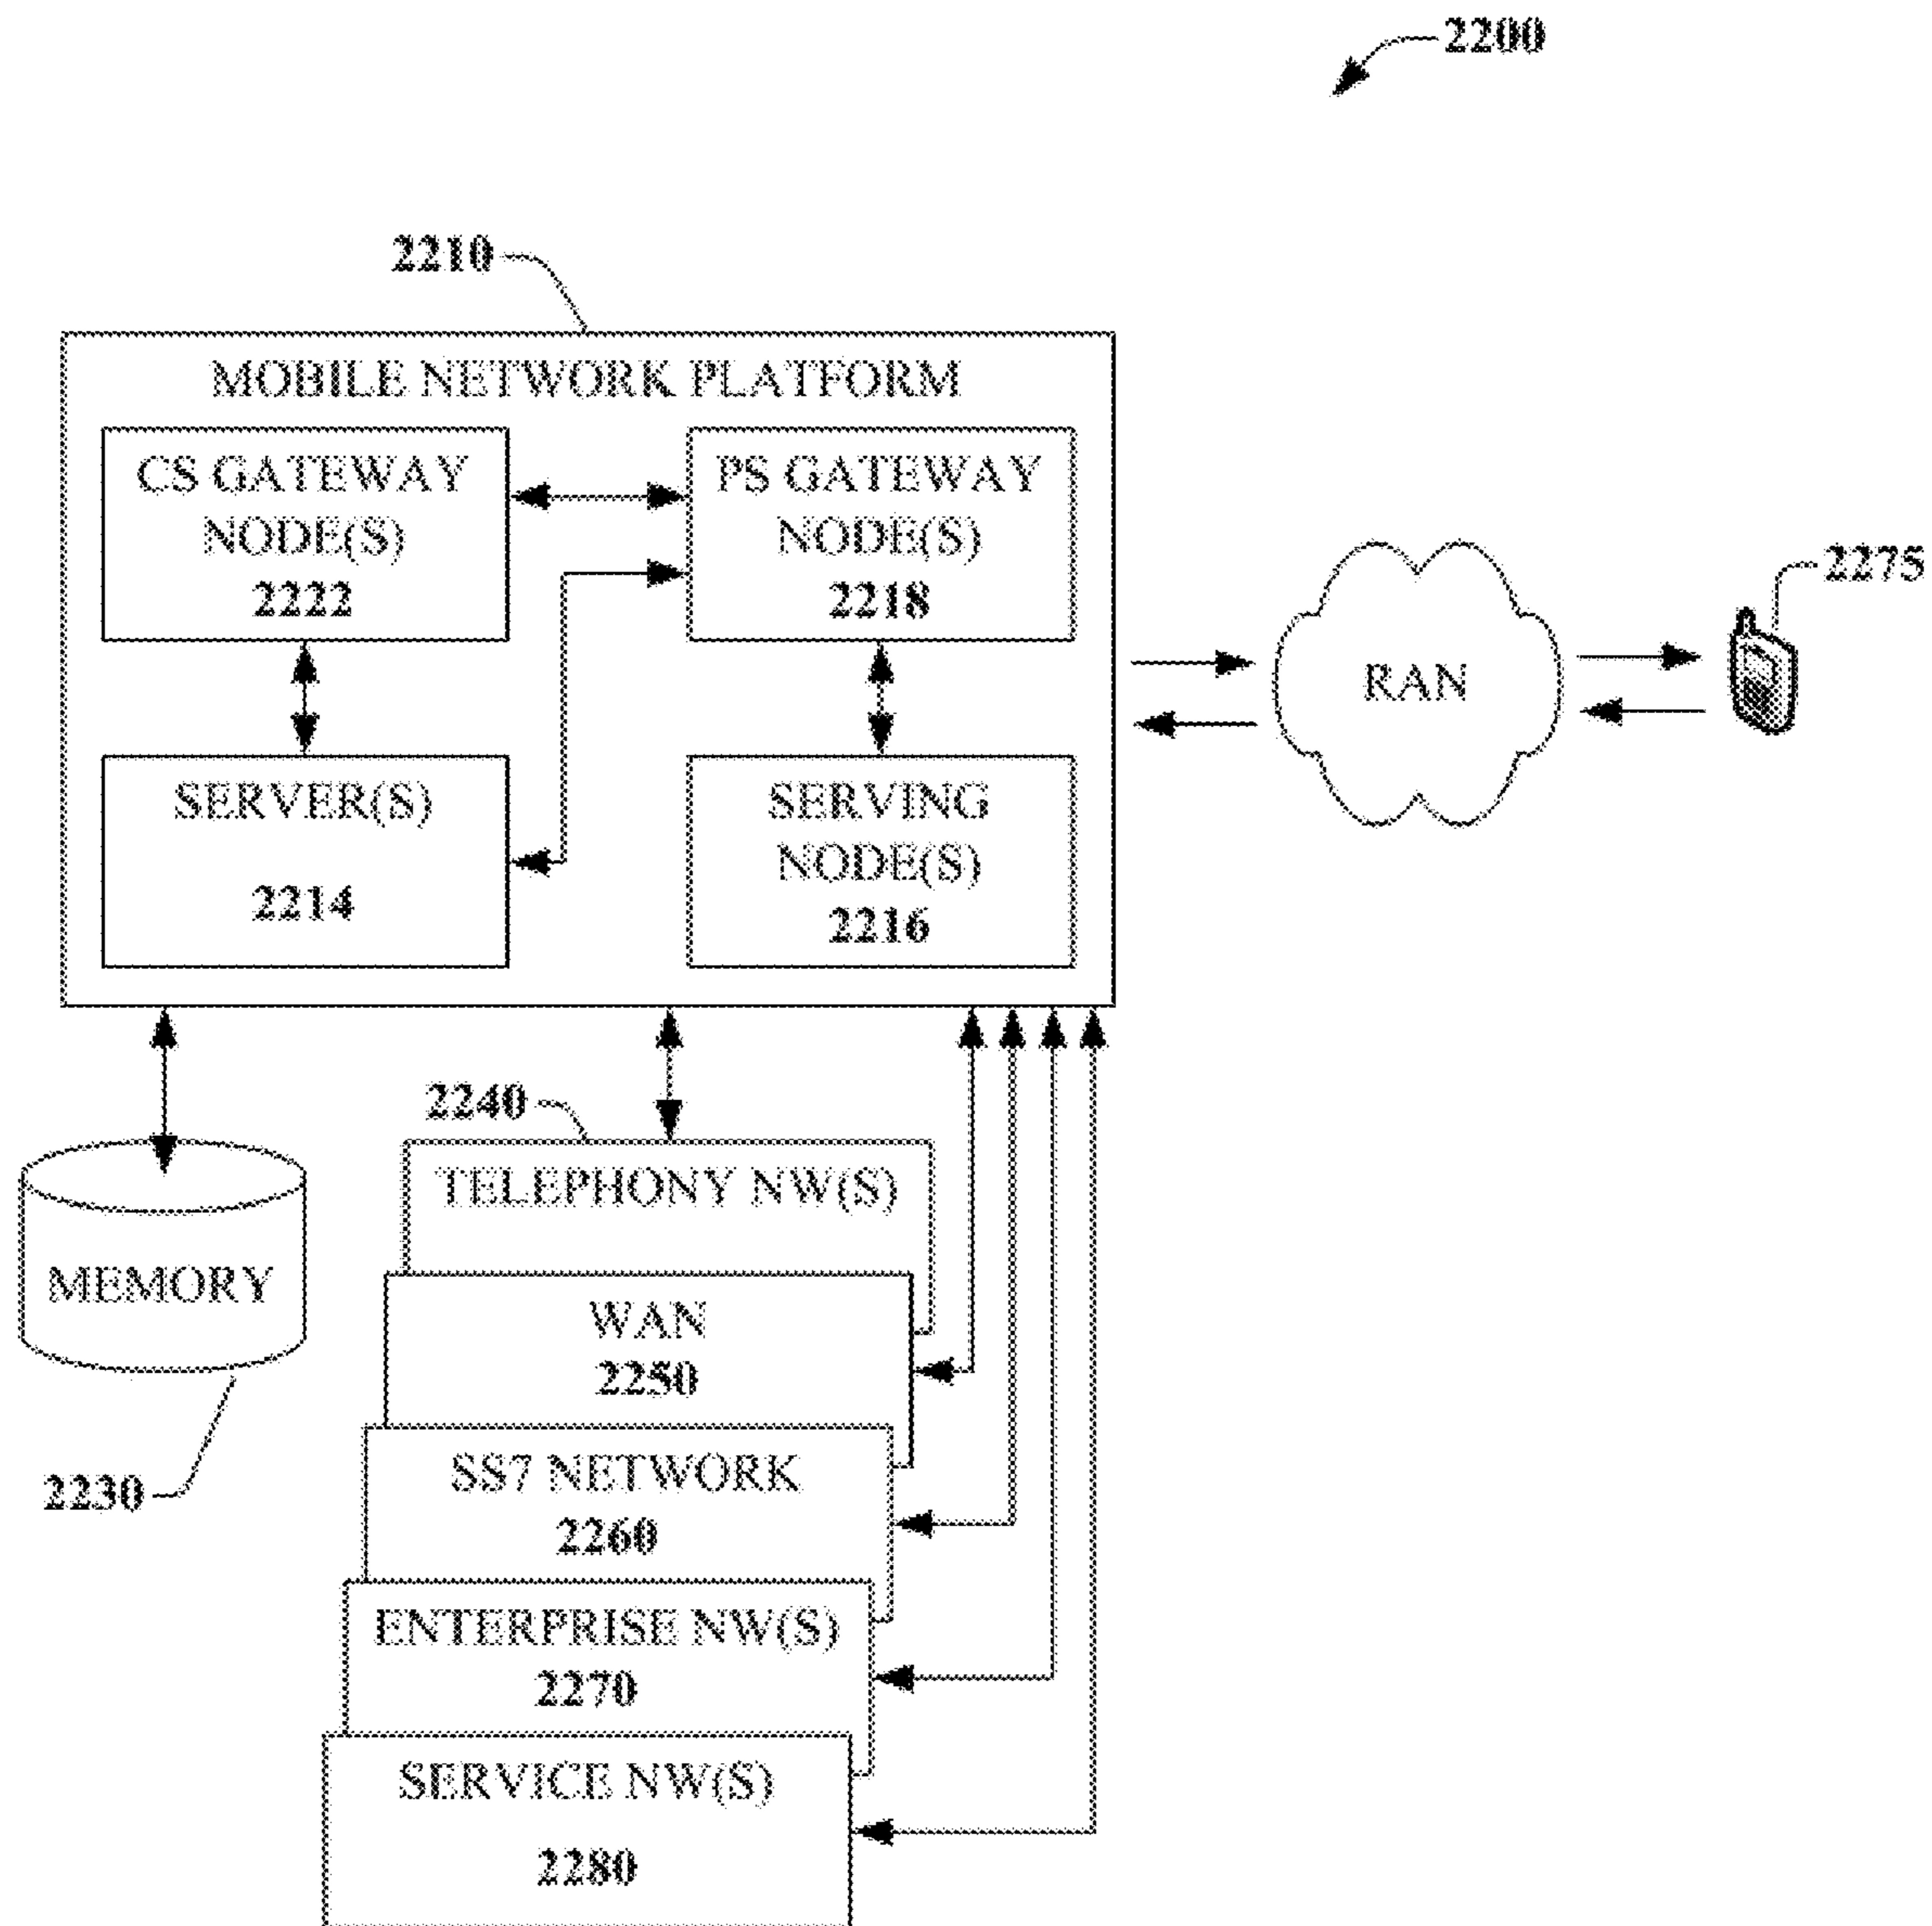 2200
2210
MOBILE NETWORK PLATFORM
CS GATEWAY
NODE(S)
2222
PS GATEWAY
NODE(S)
2218
SERVER(S)
2214
SERVING
NODE(S)
2216
RAN
2275
2240
TELEPHONY NW(S)
MEMORY
2230
WAN
2250
SS7 NETWORK
2260
ENTERPRISE NW(S)
2270
SERVICE NW(S)
2280